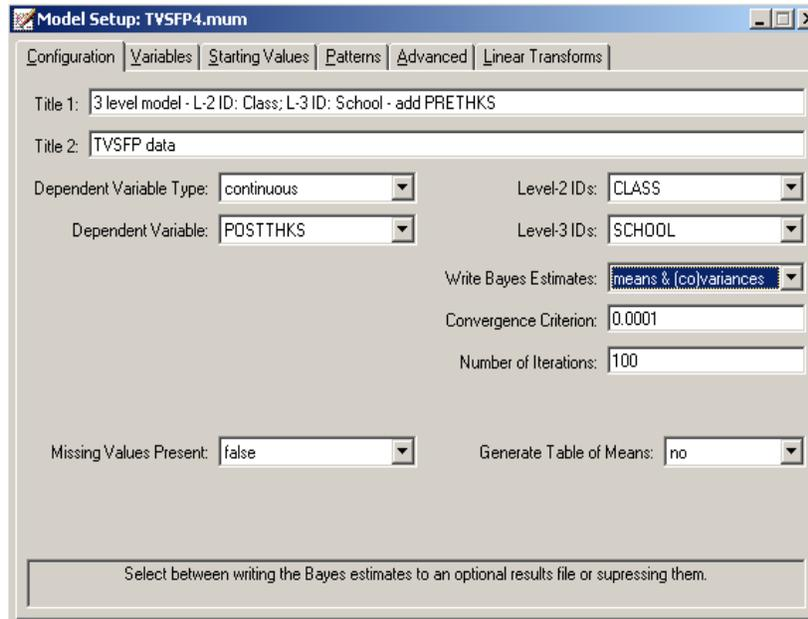 Model Setup: TVSFP4.mum
Configuration Variables Starting Values Patterns Advanced Linear Transforms
Title 1: 3 level model - L-2 ID: Class; L-3 ID: School - add PRETHKS
Title 2: TVSFP data
Dependent Variable Type: continuous Level-2 IDs: CLASS
Dependent Variable: POSTTHKS Level-3 IDs: SCHOOL
Write Bayes Estimates: means & (co)variances
Convergence Criterion: 0.0001
Number of Iterations: 100
Missing Values Present: false Generate Table of Means: no
Select between writing the Bayes estimates to an optional results file or supressing them.